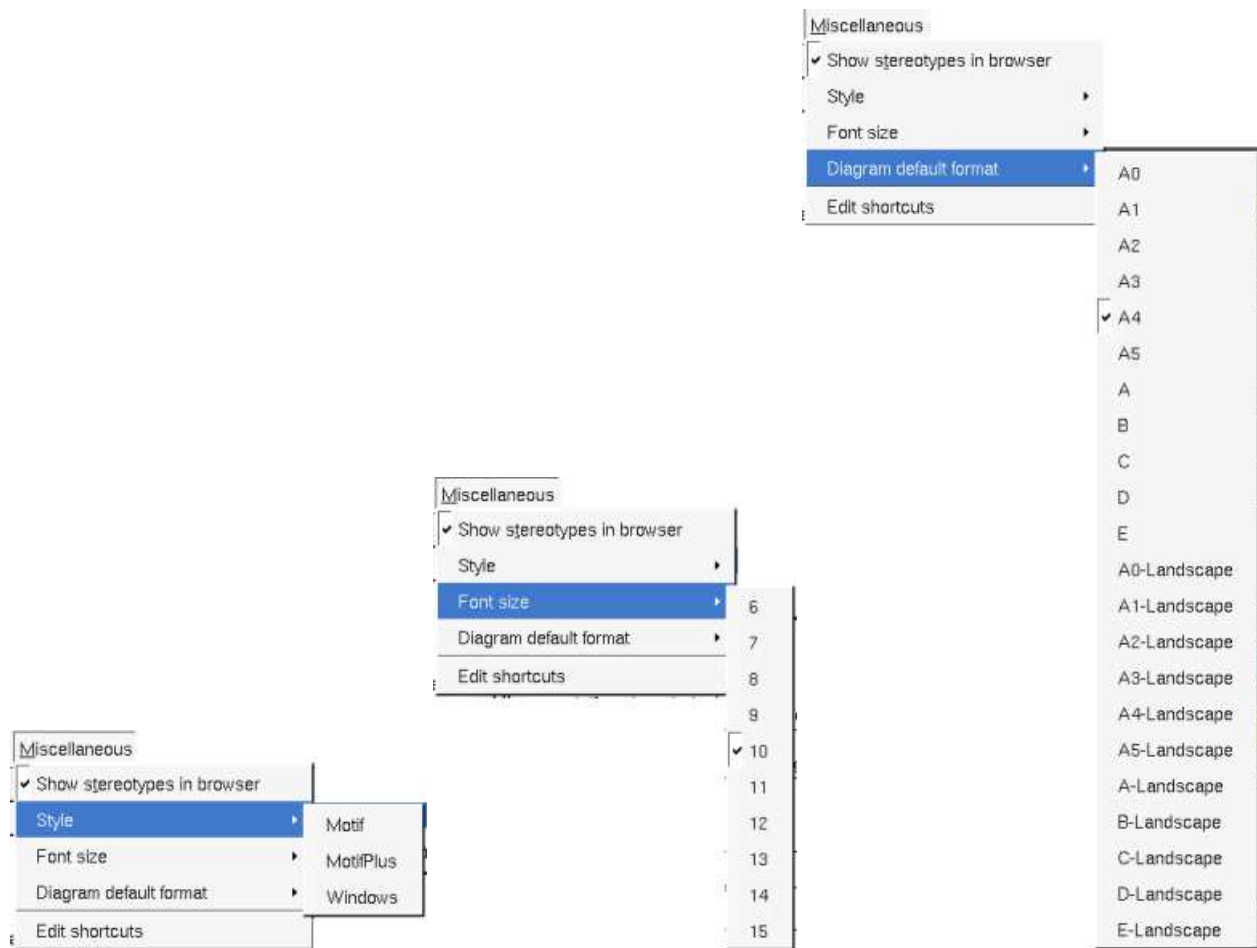 Miscellaneous
Show stereotypes in browser
Style
Font size
Diagram default format
Edit shortcuts
Motif
MotifPlus
Windows
Miscellaneous
Show stereotypes in browser
Style
Font size
Diagram default format
Edit shortcuts
6
7
8
9
10
11
12
13
14
15
Miscellaneous
Show stereotypes in browser
Style
Font size
Diagram default format
Edit shortcuts
A0
A1
A2
A3
A4
A5
A
B
C
D
E
A0-Landscape
A1-Landscape
A2-Landscape
A3-Landscape
A4-Landscape
A5-Landscape
A-Landscape
B-Landscape
C-Landscape
D-Landscape
E-Landscape